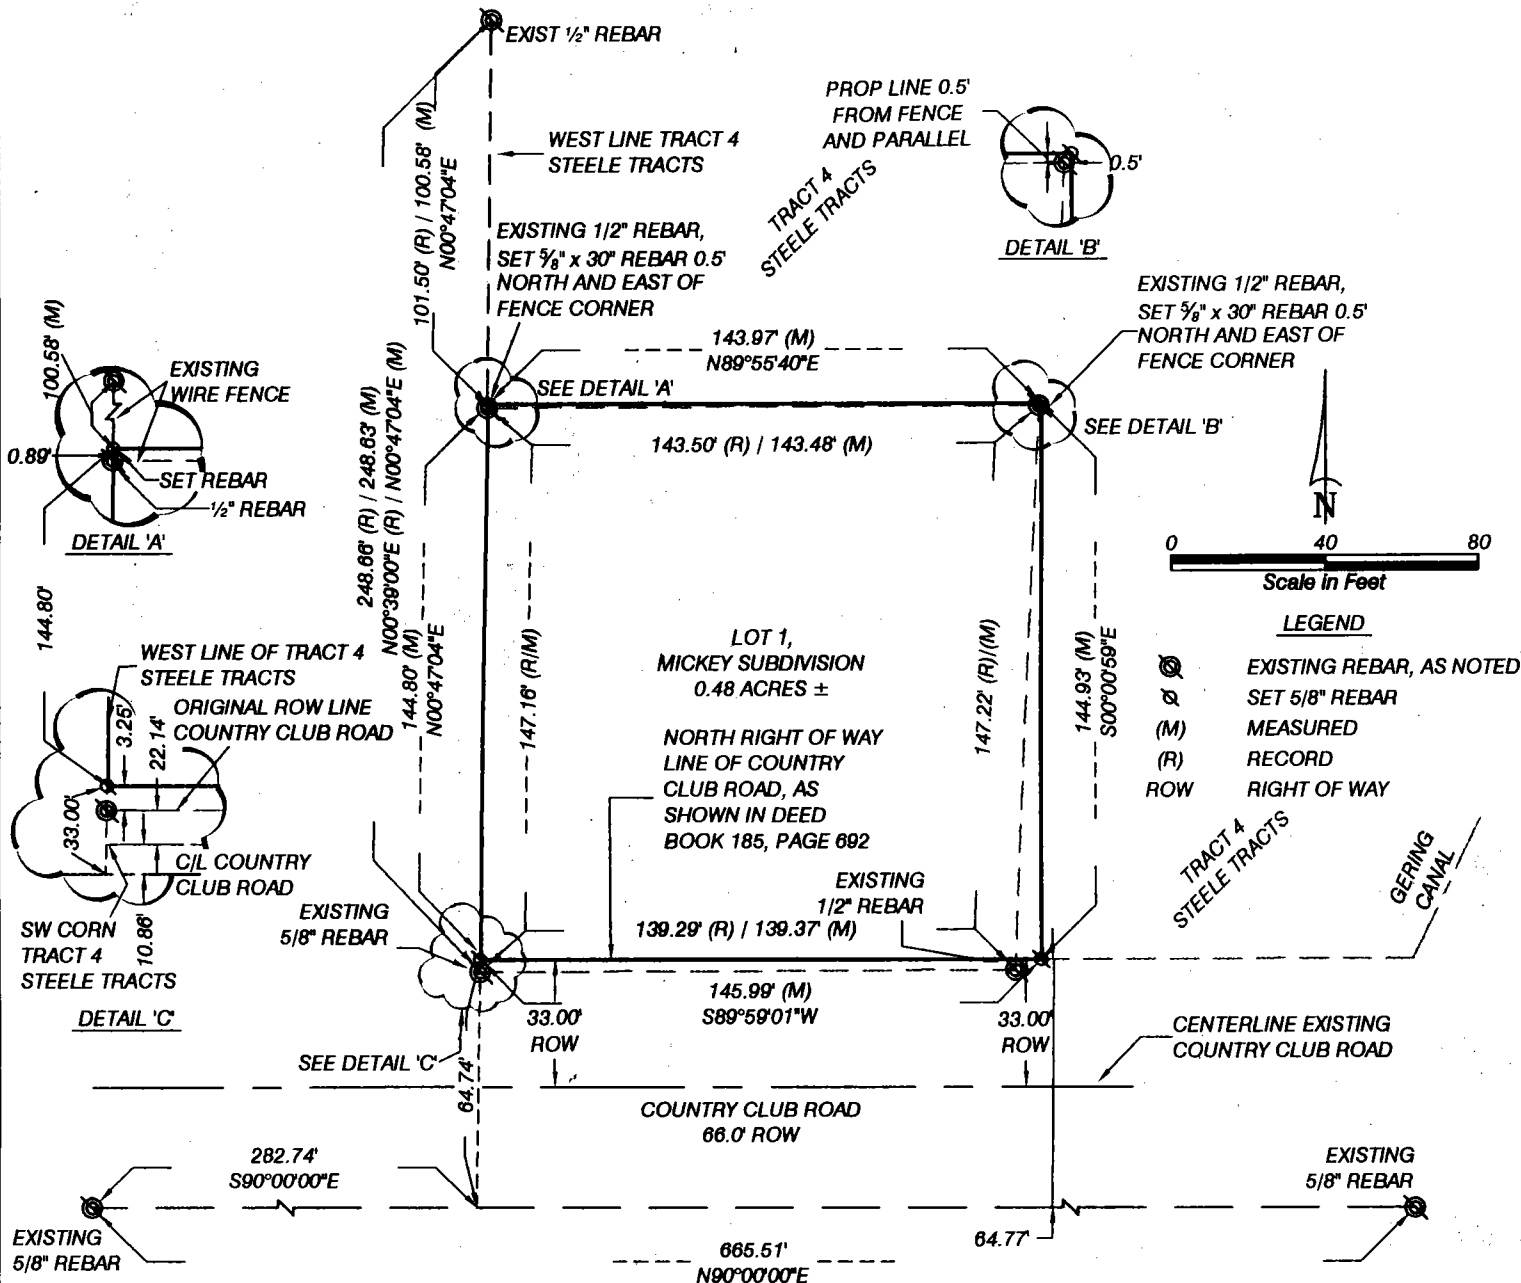 EXIST ½" REBAR
101.50' (R) / 100.58' (M)
N00°47'04"E
WEST LINE TRACT 4
STEELE TRACTS
PROP LINE 0.5'
FROM FENCE
AND PARALLEL
TRACT 4
STEELE TRACTS
0.5'
DETAIL 'B'
EXISTING 1/2" REBAR,
SET ⅝" x 30" REBAR 0.5'
NORTH AND EAST OF
FENCE CORNER
EXISTING 1/2" REBAR,
SET ⅝" x 30" REBAR 0.5'
NORTH AND EAST OF
FENCE CORNER
143.97' (M)
N89°55'40"E
SEE DETAIL 'A'
SEE DETAIL 'B'
143.50' (R) / 143.48' (M)
100.58' (M)
EXISTING
WIRE FENCE
0.89'
SET REBAR
½" REBAR
DETAIL 'A'
144.80'
248.66' (R) / 248.63' (M)
N00°39'00"E (R) / N00°47'04"E (M)
144.80' (M)
N00°47'04"E
147.16' (R/M)
LOT 1,
MICKEY SUBDIVISION
0.48 ACRES ±
147.22' (R)/(M)
144.93' (M)
S00°00'59"E
N
0 40 80
Scale in Feet
LEGEND
EXISTING REBAR, AS NOTED
SET 5/8" REBAR
(M) MEASURED
(R) RECORD
ROW RIGHT OF WAY
WEST LINE OF TRACT 4
STEELE TRACTS
ORIGINAL ROW LINE
COUNTRY CLUB ROAD
3.25'
22.14'
33.00'
C/L COUNTRY
CLUB ROAD
10.86'
SW CORN
TRACT 4
STEELE TRACTS
DETAIL 'C'
NORTH RIGHT OF WAY
LINE OF COUNTRY
CLUB ROAD, AS
SHOWN IN DEED
BOOK 185, PAGE 692
TRACT 4
STEELE TRACTS
GERING
CANAL
EXISTING
5/8" REBAR
EXISTING
1/2" REBAR
139.29' (R) / 139.37' (M)
145.99' (M)
S89°59'01"W
33.00'
ROW
33.00'
ROW
SEE DETAIL 'C'
64.74'
CENTERLINE EXISTING
COUNTRY CLUB ROAD
COUNTRY CLUB ROAD
66.0' ROW
282.74'
S90°00'00"E
EXISTING
5/8" REBAR
EXISTING
5/8" REBAR
64.77'
665.51'
N90°00'00"E